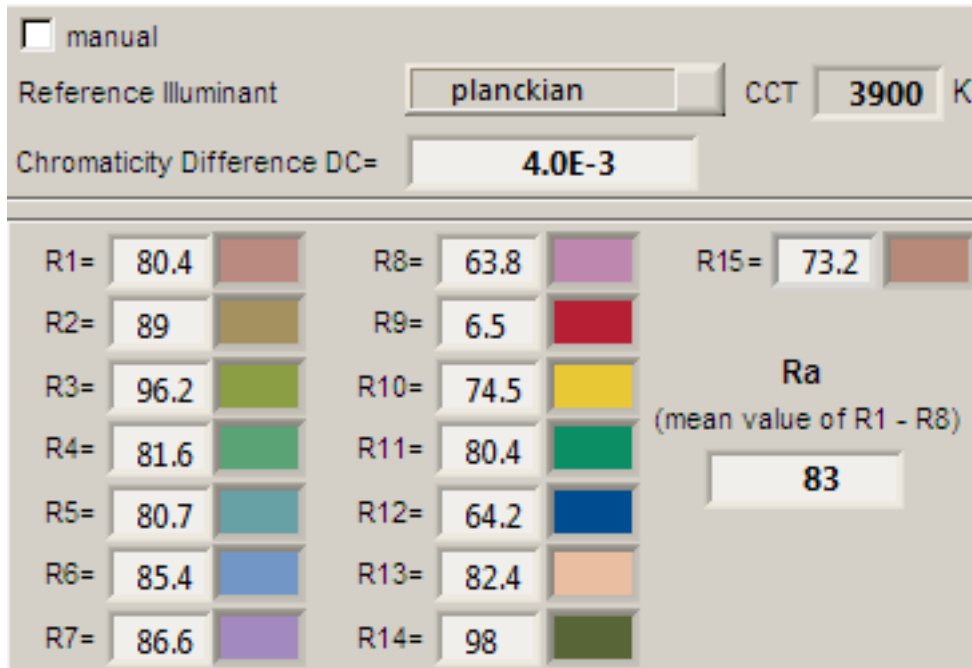 manual
Reference Illuminant planckian CCT 3900 K
Chromaticity Difference DC= 4.0E-3
R1= 80.4 R8= 63.8 R15= 73.2
R2= 89 R9= 6.5
R3= 96.2 R10= 74.5 Ra
R4= 81.6 R11= 80.4 (mean value of R1 - R8)
R5= 80.7 R12= 64.2 83
R6= 85.4 R13= 82.4
R7= 86.6 R14= 98